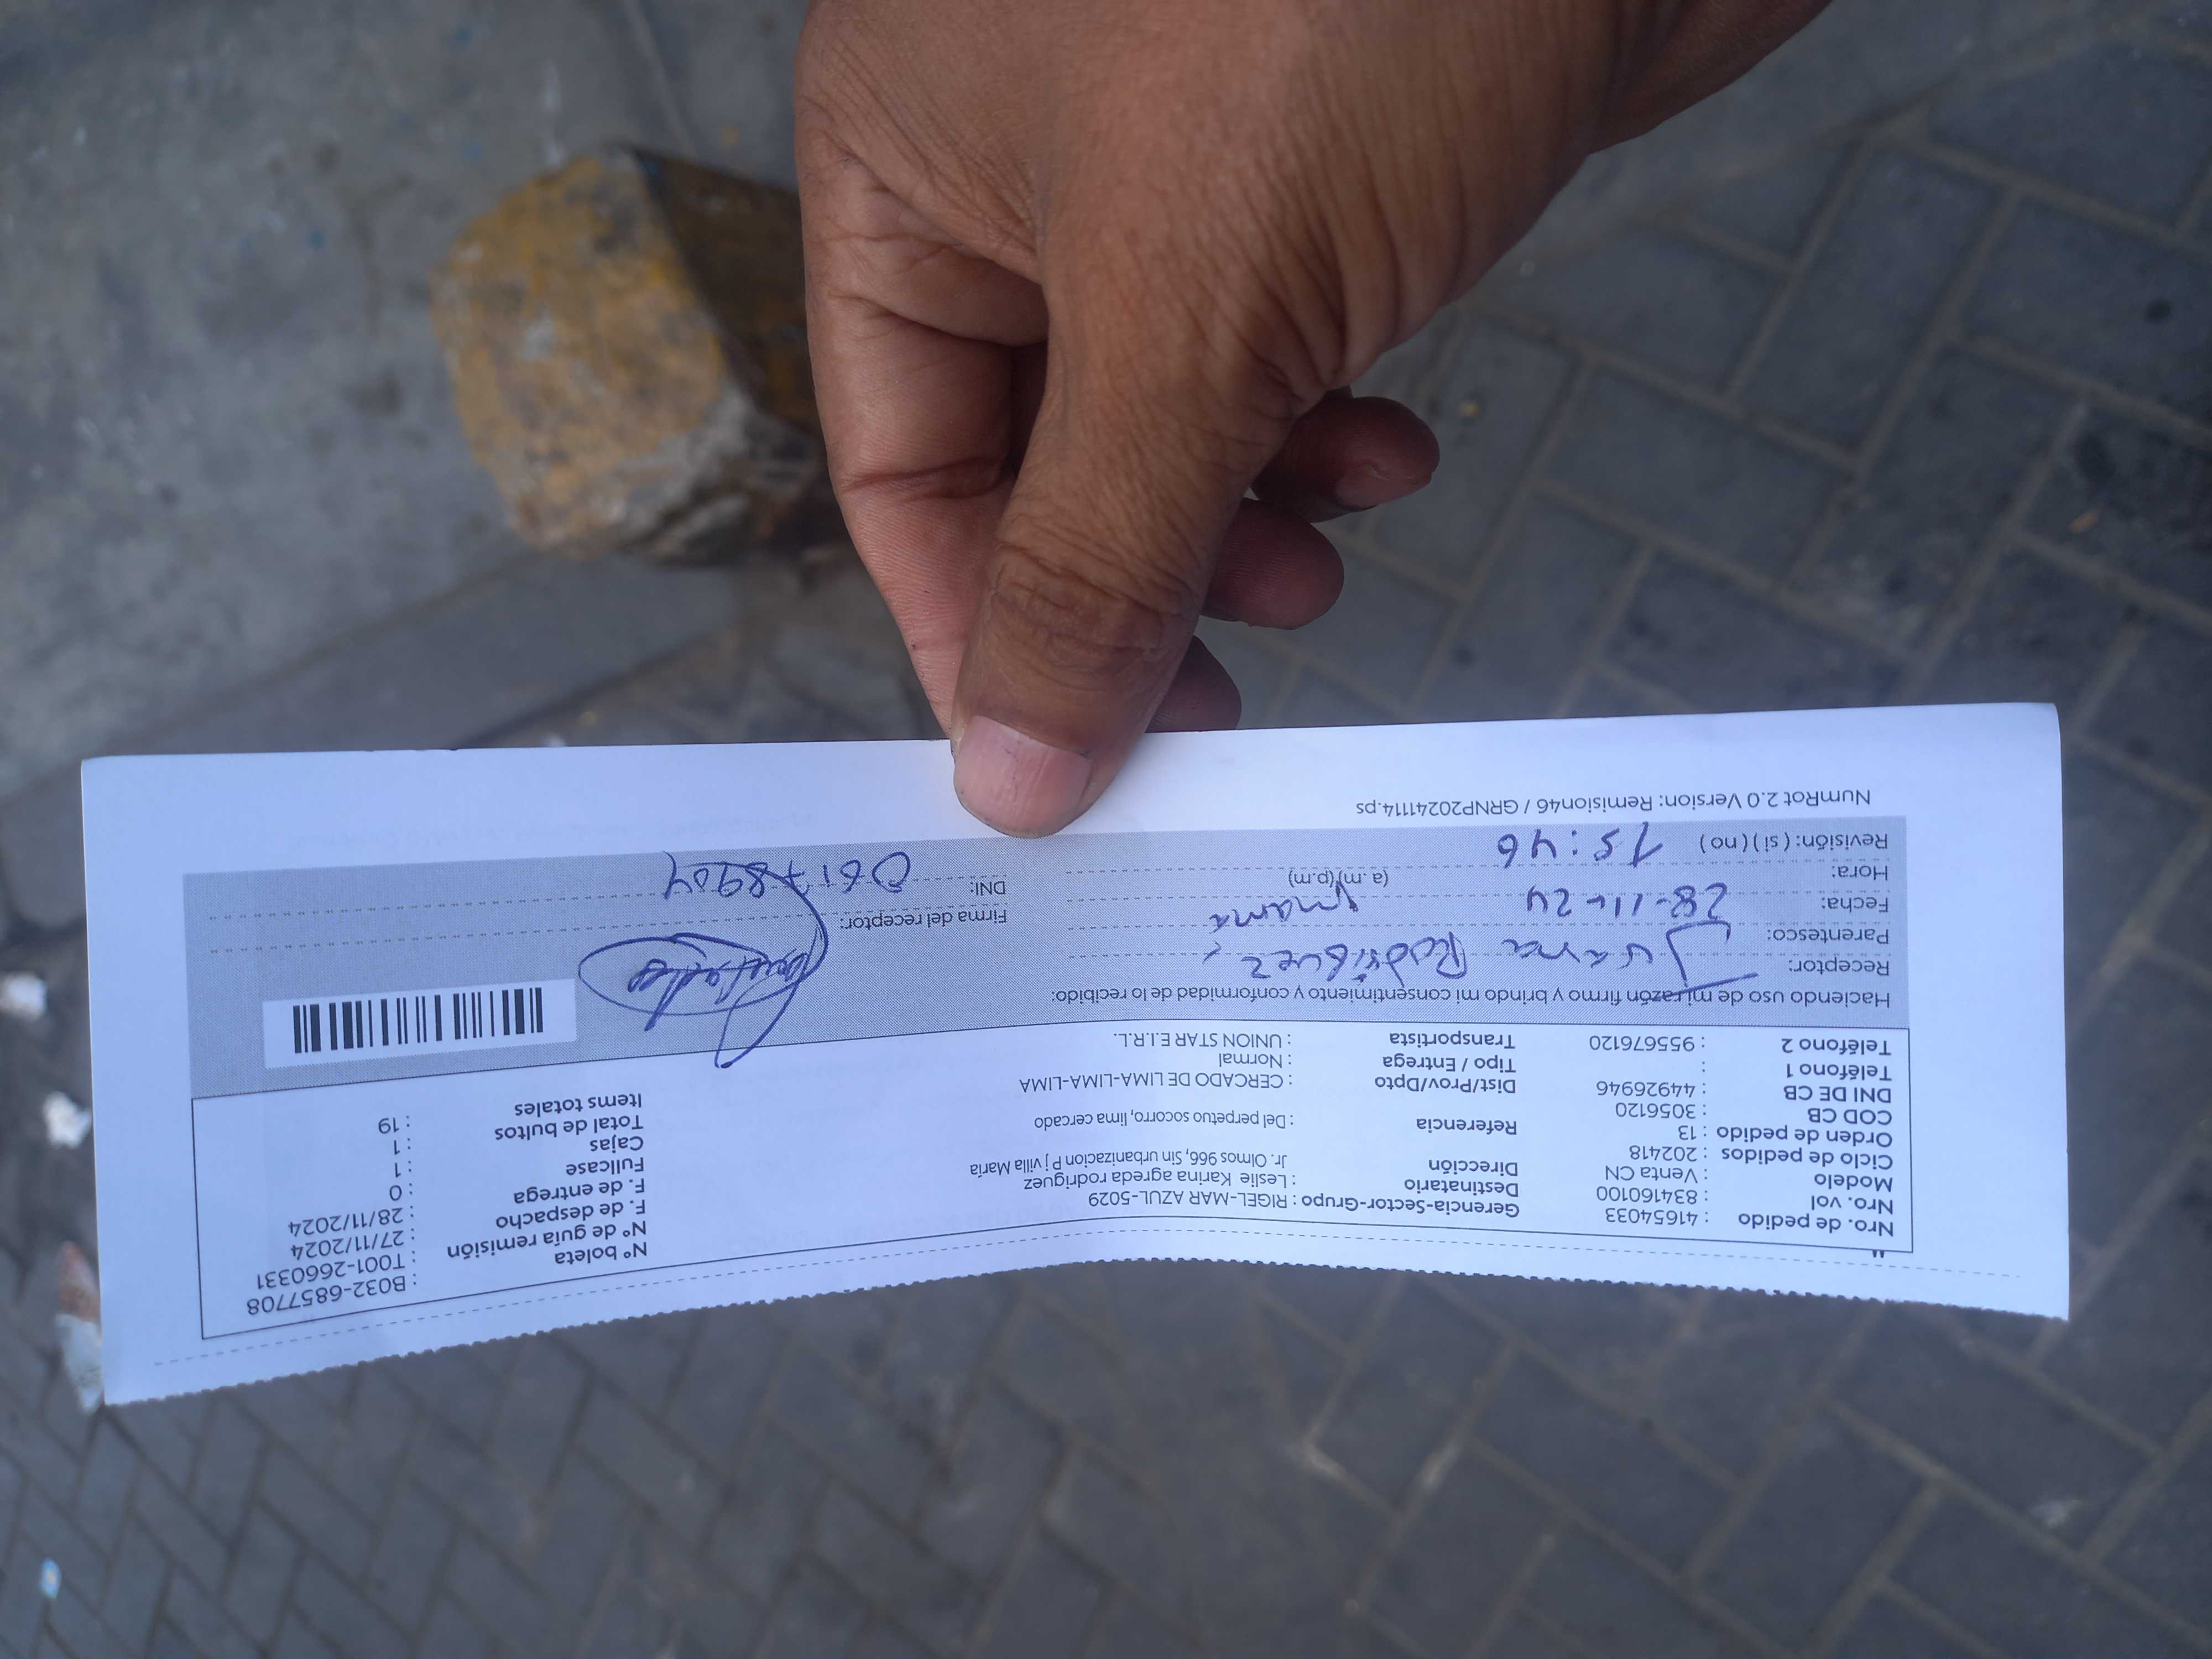 Nro. de pedido : 41654033
Nro. vol : 834160100
Modelo : Venta CN
Ciclo de pedidos : 202418
Orden de pedido : 13
COD CB : 3056120
DNI DE CB : 44926946
Teléfono 1 :
Teléfono 2 : 955676120
Gerencia-Sector-Grupo : RIGEL-MAR AZUL-5029
Destinatario : Leslie Karina agreda rodriguez
Dirección Jr. Olmos 966, Sin urbanizacion P j villa María
Referencia : Del perpetuo socorro, lima cercado
Dist/Prov/Dpto : CERCADO DE LIMA-LIMA-LIMA
Tipo / Entrega : Normal
Transportista : UNION STAR E.I.R.L.
Nº boleta : B032-6857708
Nº de guía remisión : T001-2660331
F. de despacho : 27/11/2024
F. de entrega : 28/11/2024
Fullcase : 0
Cajas : 1
Total de bultos : 1
Items totales : 19
Haciendo uso de mi razón firmo y brindo mi consentimiento y conformidad de lo recibido:
Receptor: Juana Rodriguez
Parentesco: mamá
Fecha: 28-11-24
Hora: 15:46 (a.m)(p.m)
Revisión: (si)(no)
Firma del receptor:
DNI: 06178904
NumRot 2.0 Version: Remision46 / GRNP20241114.ps